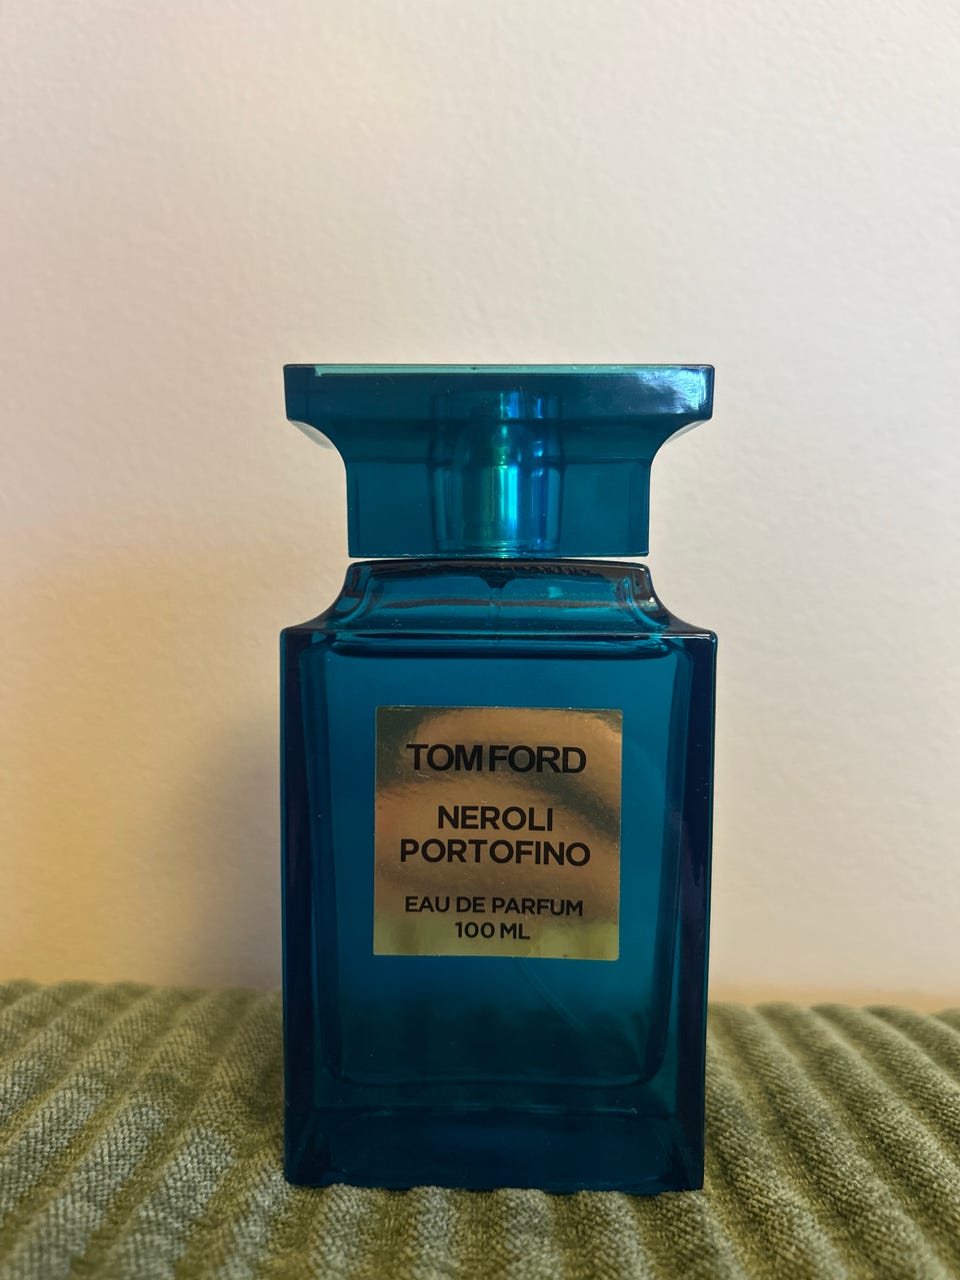 TOM FORD
NEROLI
PORTOFINO
EAU DE PARFUM
100 ML